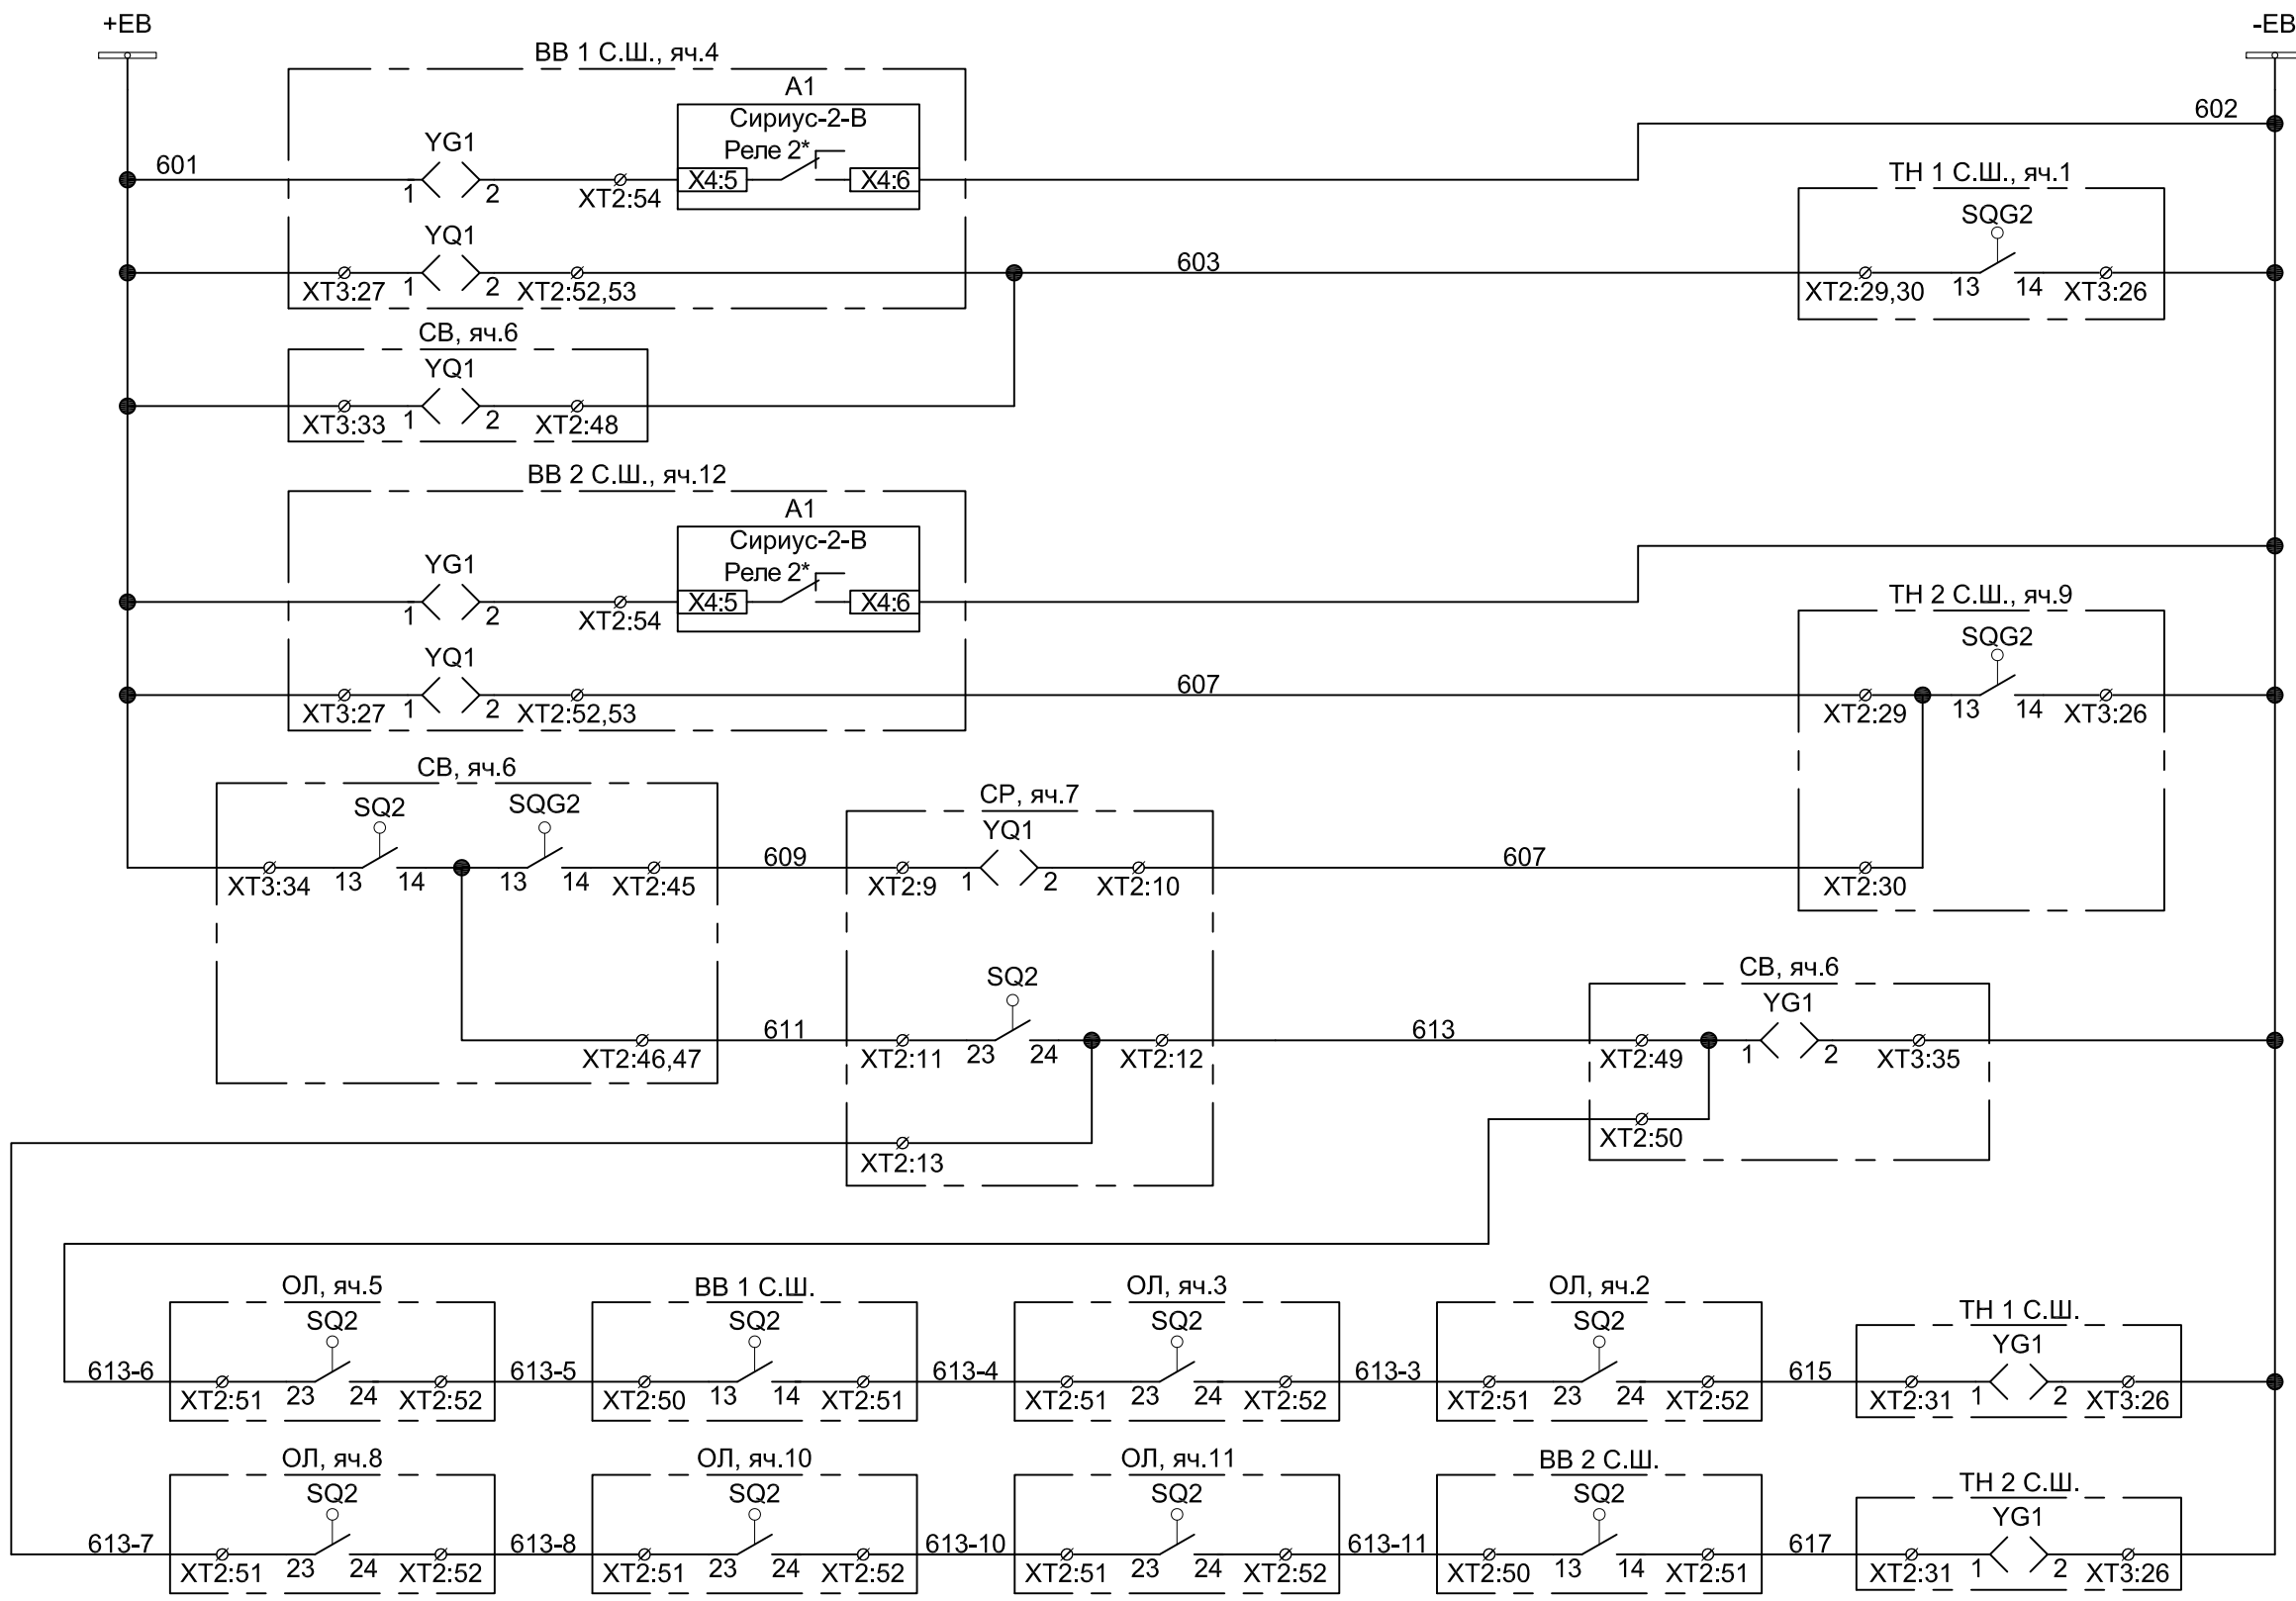 +ЕВ
-ЕВ
ВВ 1 С.Ш., яч.4
А1
Сириус-2-В
Реле 2*
602
601
YG1
1
2
XT2:54
X4:5
X4:6
ТН 1 С.Ш., яч.1
SQG2
YQ1
603
XT3:27
1
2
XT2:52,53
XT2:29,30
13
14
XT3:26
СВ, яч.6
YQ1
XT3:33
1
2
XT2:48
ВВ 2 С.Ш., яч.12
А1
Сириус-2-В
Реле 2*
YG1
1
2
XT2:54
X4:5
X4:6
ТН 2 С.Ш., яч.9
SQG2
YQ1
607
XT3:27
1
2
XT2:52,53
XT2:29
13
14
XT3:26
СВ, яч.6
SQ2
SQG2
XT3:34
13
14
13
14
XT2:45
609
СР, яч.7
YQ1
XT2:9
1
2
XT2:10
607
XT2:30
XT2:46,47
611
SQ2
XT2:11
23
24
XT2:12
613
СВ, яч.6
YG1
XT2:49
1
2
XT3:35
XT2:50
XT2:13
ОЛ, яч.5
ВВ 1 С.Ш.
ОЛ, яч.3
ОЛ, яч.2
ТН 1 С.Ш.
SQ2
SQ2
SQ2
SQ2
YG1
613-6
613-5
613-4
613-3
615
XT2:51
23
24
XT2:52
XT2:50
13
14
XT2:51
XT2:51
23
24
XT2:52
XT2:51
23
24
XT2:52
XT2:31
1
2
XT3:26
ОЛ, яч.8
ОЛ, яч.10
ОЛ, яч.11
ВВ 2 С.Ш.
ТН 2 С.Ш.
SQ2
SQ2
SQ2
SQ2
YG1
613-7
613-8
613-10
613-11
617
XT2:51
23
24
XT2:52
XT2:51
23
24
XT2:52
XT2:51
23
24
XT2:52
XT2:50
13
14
XT2:51
XT2:31
1
2
XT3:26